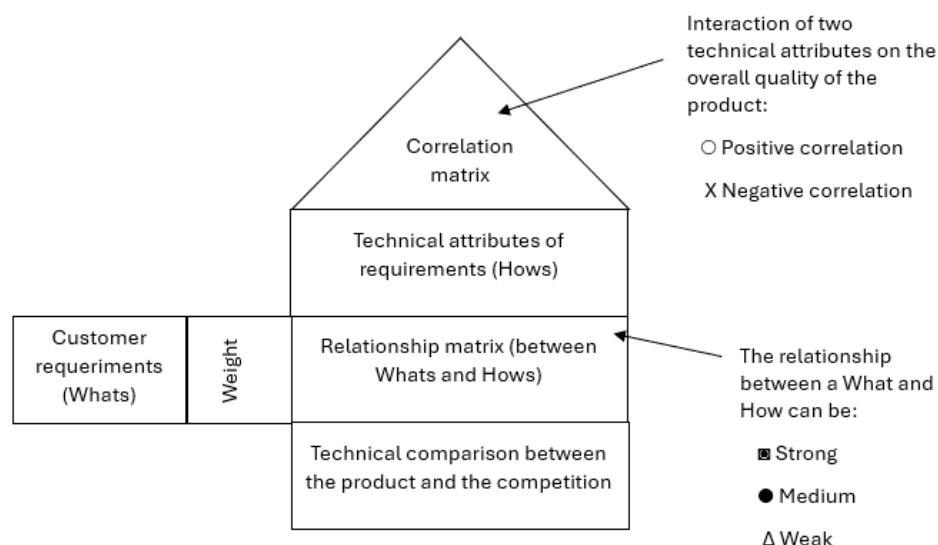 Interaction of two
technical attributes on the
overall quality of the
product:
○ Positive correlation
X Negative correlation
Correlation
matrix
Technical attributes of
requirements (Hows)
Customer
requeriments
(Whats)
Weight
Relationship matrix (between
Whats and Hows)
The relationship
between a What and
How can be:
◙ Strong
● Medium
Δ Weak
Technical comparison between
the product and the competition